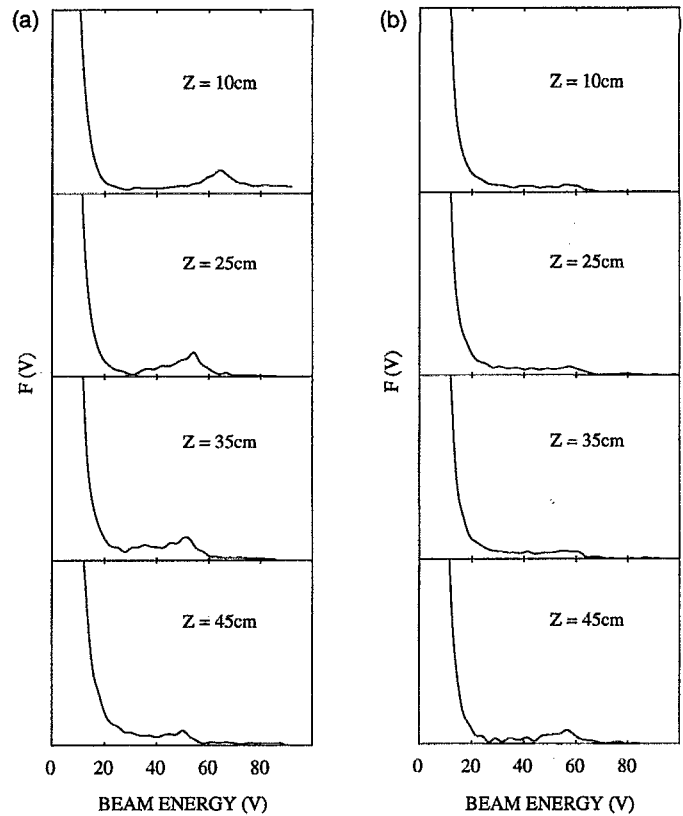 (a)
Z = 10cm
Z = 25cm
Z = 35cm
Z = 45cm
F (V)
0 20 40 60 80
BEAM ENERGY (V)
(b)
Z = 10cm
Z = 25cm
Z = 35cm
Z = 45cm
F (V)
0 20 40 60 80
BEAM ENERGY (V)